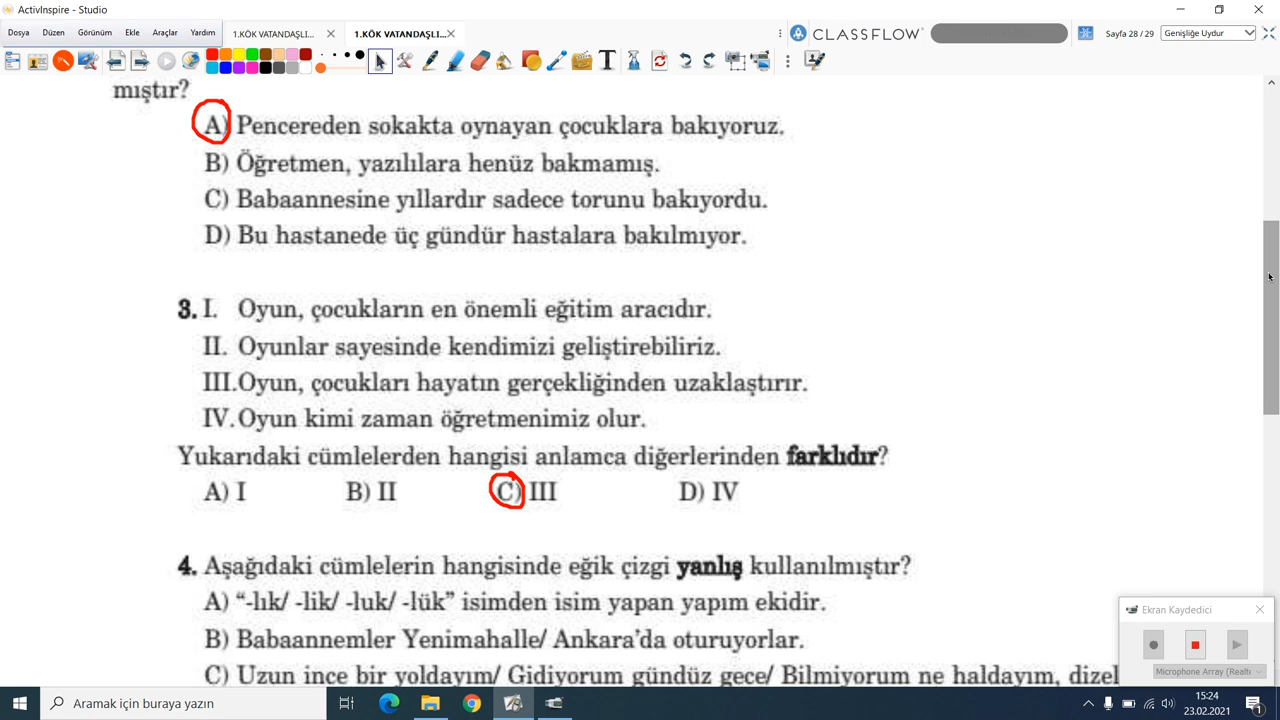 ActivInspire - Studio
Dosya Düzen Görünüm Ekle Araçlar Yardım
1.KÖK VATANDAŞLI...
1.KÖK VATANDAŞLI...
CLASSFLOW
Sayfa 28 / 29
Genişliğe Uydur
mıştır?
A) Pencereden sokakta oynayan çocuklara bakıyoruz.
B) Öğretmen, yazılılara henüz bakmamış.
C) Babaannesine yıllardır sadece torunu bakıyordu.
D) Bu hastanede üç gündür hastalara bakılmıyor.
3. I. Oyun, çocukların en önemli eğitim aracıdır.
II. Oyunlar sayesinde kendimizi geliştirebiliriz.
III.Oyun, çocukları hayatın gerçekliğinden uzaklaştırır.
IV.Oyun kimi zaman öğretmenimiz olur.
Yukarıdaki cümlelerden hangisi anlamca diğerlerinden farklıdır?
A) I B) II C) III D) IV
4. Aşağıdaki cümlelerin hangisinde eğik çizgi yanlış kullanılmıştır?
A) “-lık/ -lik/ -luk/ -lük” isimden isim yapan yapım ekidir.
B) Babaannemler Yenimahalle/ Ankara’da oturuyorlar.
C) Uzun ince bir yoldayım/ Gidiyorum gündüz gece/ Bilmiyorum ne haldayım, dizel
Ekran Kaydedici
Microphone Array (Realt
Aramak için buraya yazın
15:24
23.02.2021
1